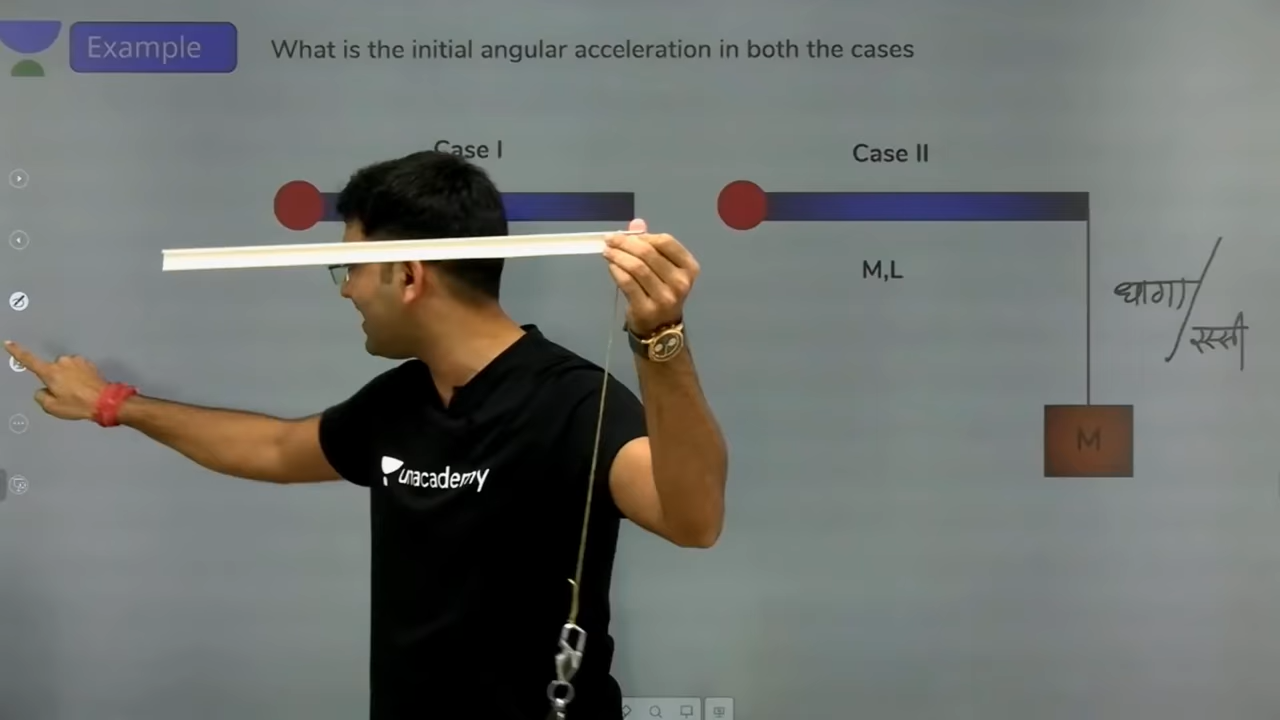 Example
What is the initial angular acceleration in both the cases
Case I
Case II
M,L
धागा /
रस्सी
M
unacademy